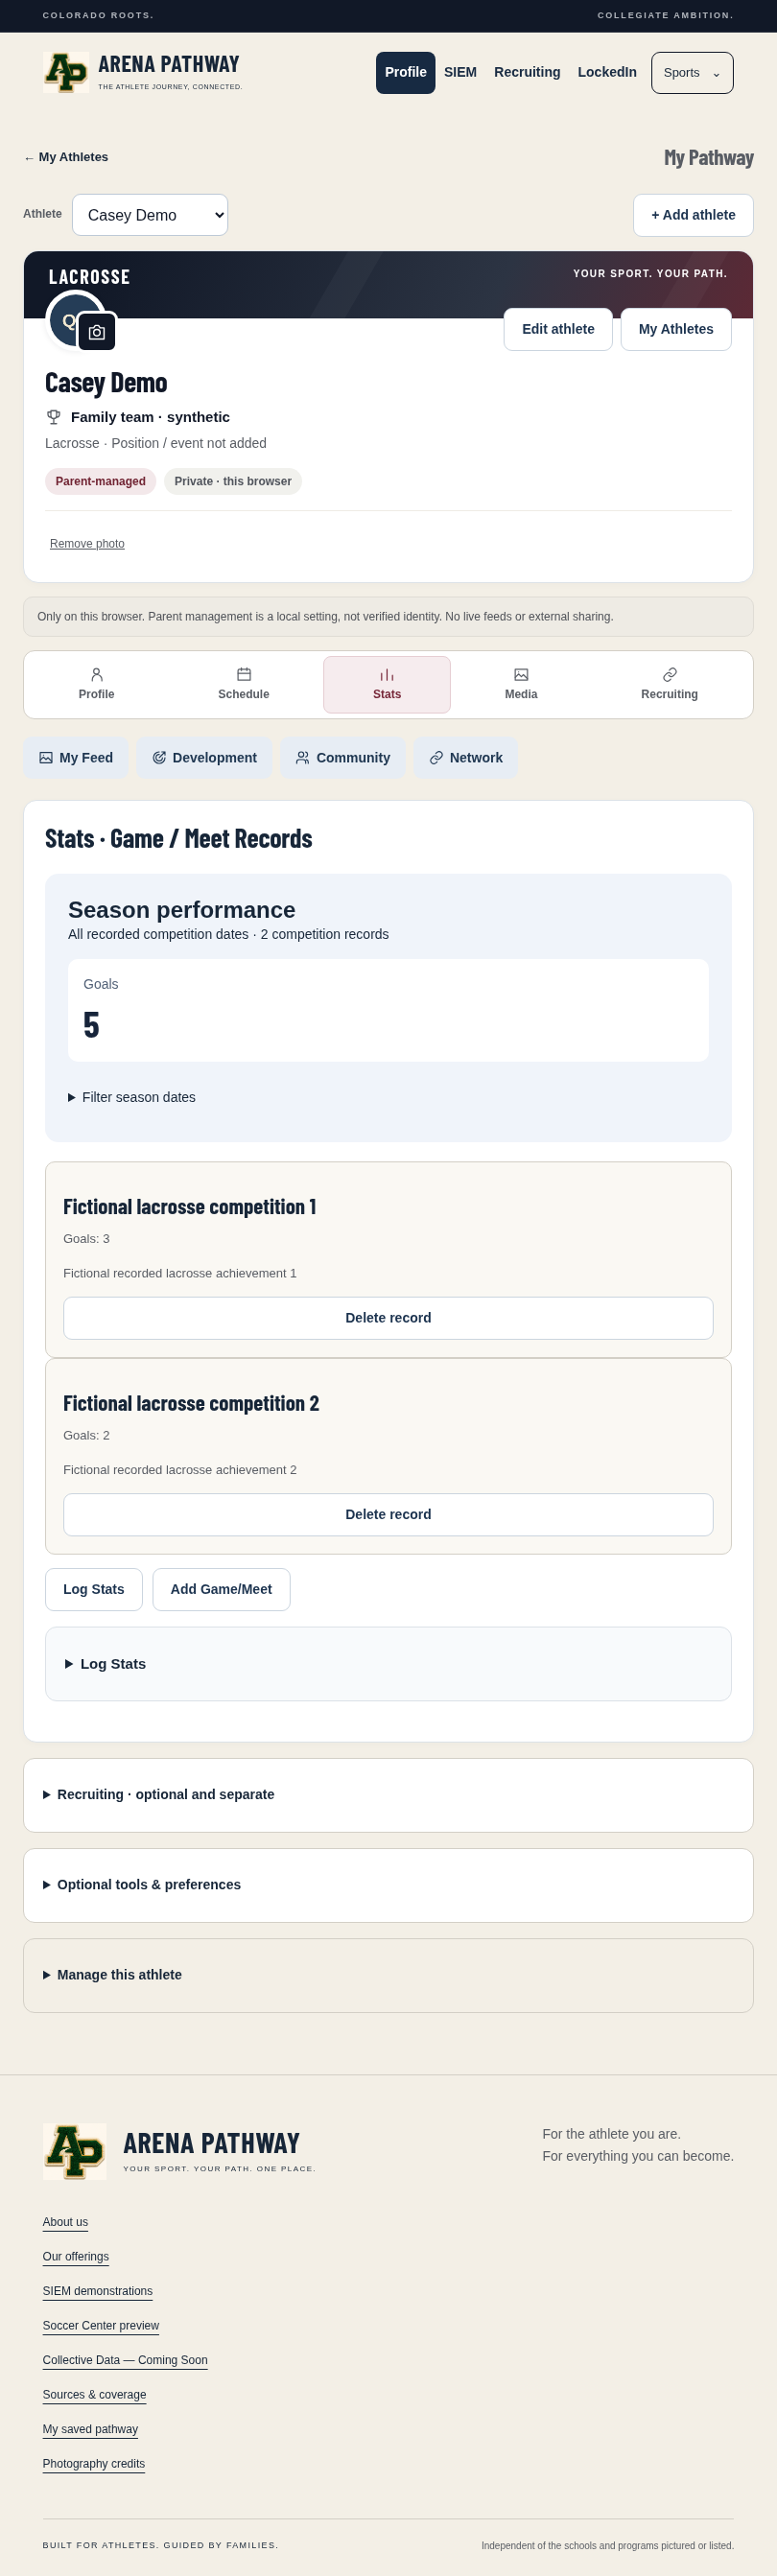 COLORADO ROOTS.
COLLEGIATE AMBITION.
AP
ARENA PATHWAY
THE ATHLETE JOURNEY, CONNECTED.
Profile
SIEM
Recruiting
LockedIn
Sports
← My Athletes
My Pathway
Athlete
Casey Demo
+ Add athlete
LACROSSE
YOUR SPORT. YOUR PATH.
Edit athlete
My Athletes
Casey Demo
Family team · synthetic
Lacrosse · Position / event not added
Parent-managed
Private · this browser
Remove photo
Only on this browser. Parent management is a local setting, not verified identity. No live feeds or external sharing.
Profile
Schedule
Stats
Media
Recruiting
My Feed
Development
Community
Network
Stats · Game / Meet Records
Season performance
All recorded competition dates · 2 competition records
Goals
5
Filter season dates
Fictional lacrosse competition 1
Goals: 3
Fictional recorded lacrosse achievement 1
Delete record
Fictional lacrosse competition 2
Goals: 2
Fictional recorded lacrosse achievement 2
Delete record
Log Stats
Add Game/Meet
Log Stats
Recruiting · optional and separate
Optional tools & preferences
Manage this athlete
AP
ARENA PATHWAY
YOUR SPORT. YOUR PATH. ONE PLACE.
For the athlete you are.
For everything you can become.
About us
Our offerings
SIEM demonstrations
Soccer Center preview
Collective Data — Coming Soon
Sources & coverage
My saved pathway
Photography credits
BUILT FOR ATHLETES. GUIDED BY FAMILIES.
Independent of the schools and programs pictured or listed.